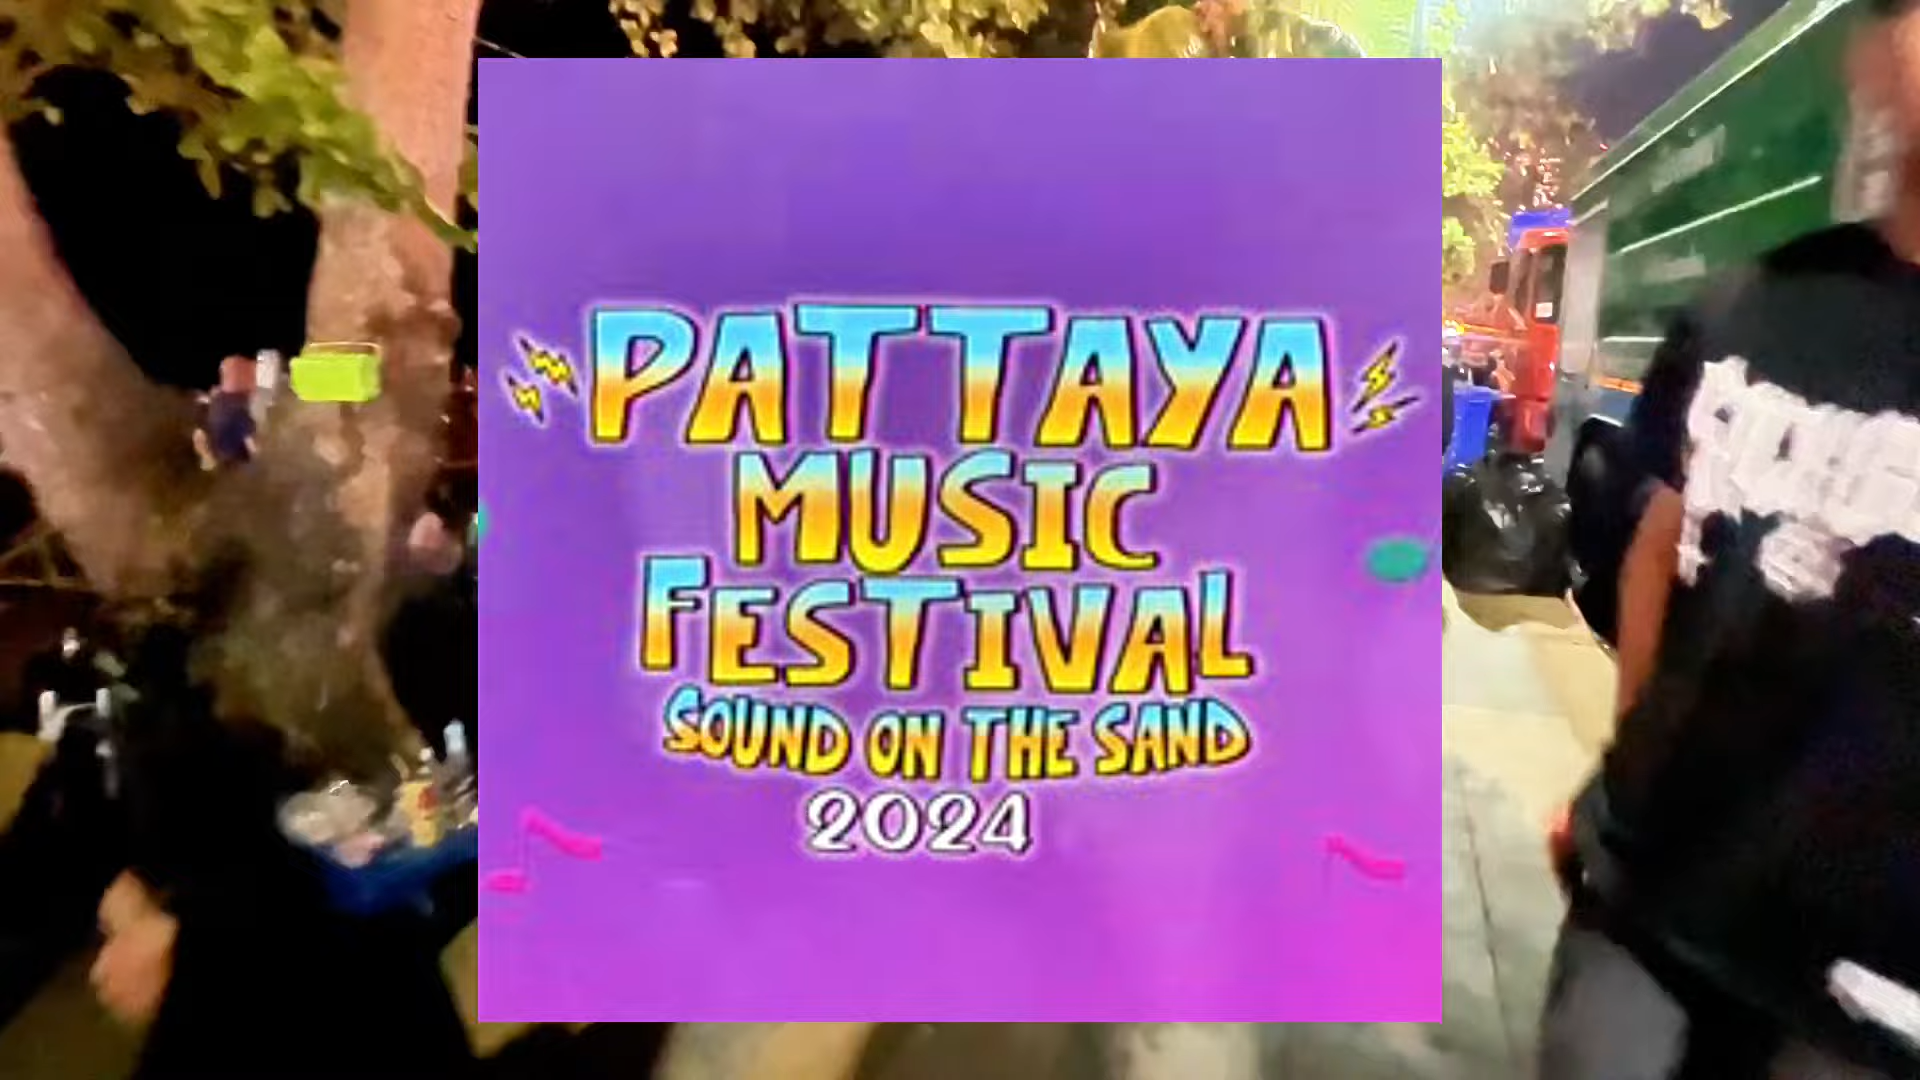 PATTAYA
MUSIC
FESTIVAL
SOUND ON THE SAND
2024